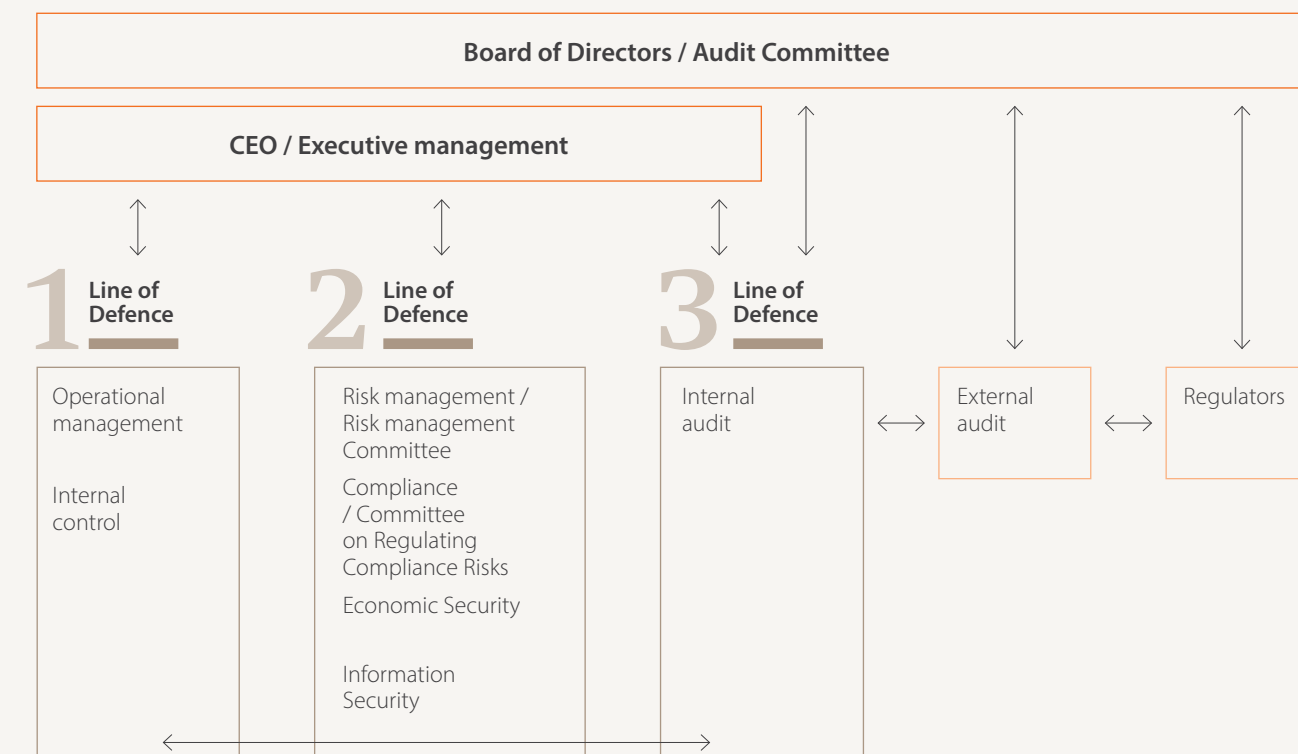 Board of Directors / Audit Committee
CEO / Executive management
1
Line of
Defence
Operational
management
Internal
control
2
Line of
Defence
Risk management /
Risk management
Committee
Compliance
/ Committee
on Regulating
Compliance Risks
Economic Security
Information
Security
3
Line of
Defence
Internal
audit
External
audit
Regulators